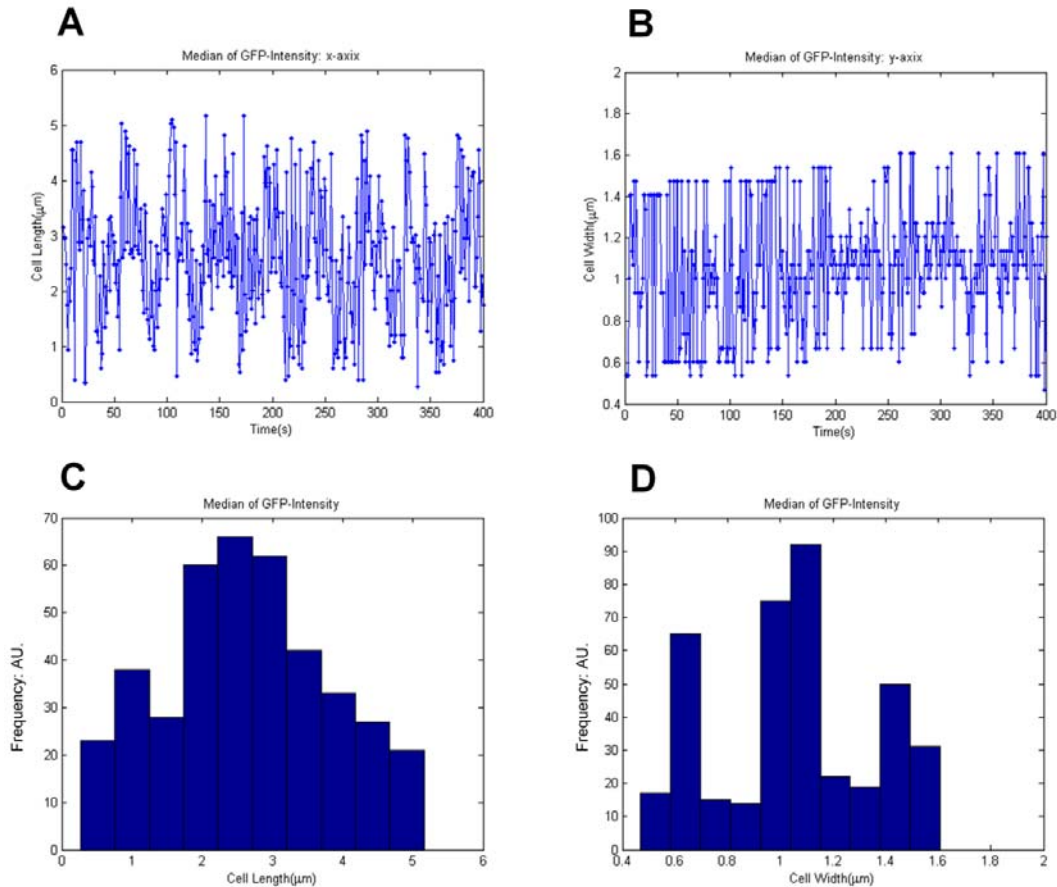 A
Median of GFP-Intensity: x-axix
6
5
4
3
2
1
0
Cell Length(μm)
0 50 100 150 200 250 300 350 400
Time(s)
B
Median of GFP-Intensity: y-axix
2
1.8
1.6
1.4
1.2
1
0.8
0.6
0.4
Cell Width(μm)
0 50 100 150 200 250 300 350 400
Time(s)
C
Median of GFP-Intensity
70
60
50
40
30
20
10
0
Frequency: AU.
0 1 2 3 4 5 6
Cell Length(μm)
D
Median of GFP-Intensity
100
90
80
70
60
50
40
30
20
10
0
Frequency: AU.
0.4 0.6 0.8 1 1.2 1.4 1.6 1.8 2
Cell Width(μm)